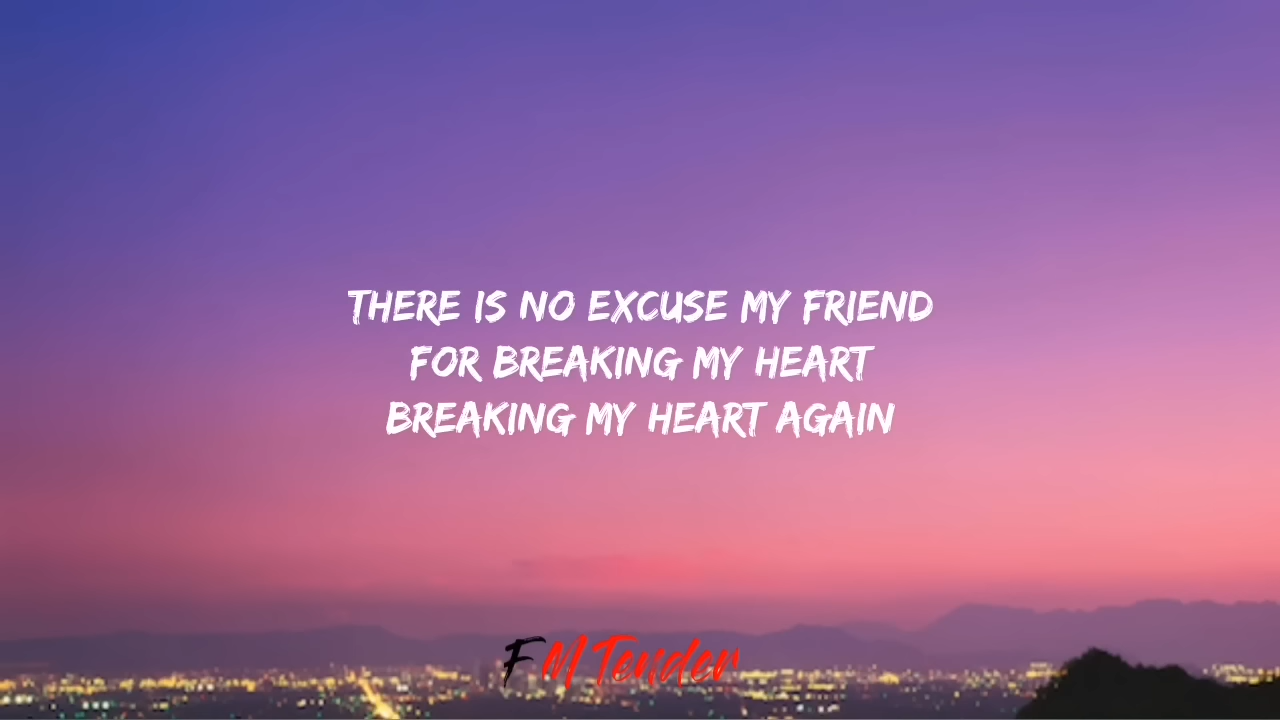 THERE IS NO EXCUSE MY FRIEND
FOR BREAKING MY HEART
BREAKING MY HEART AGAIN
FM Tender